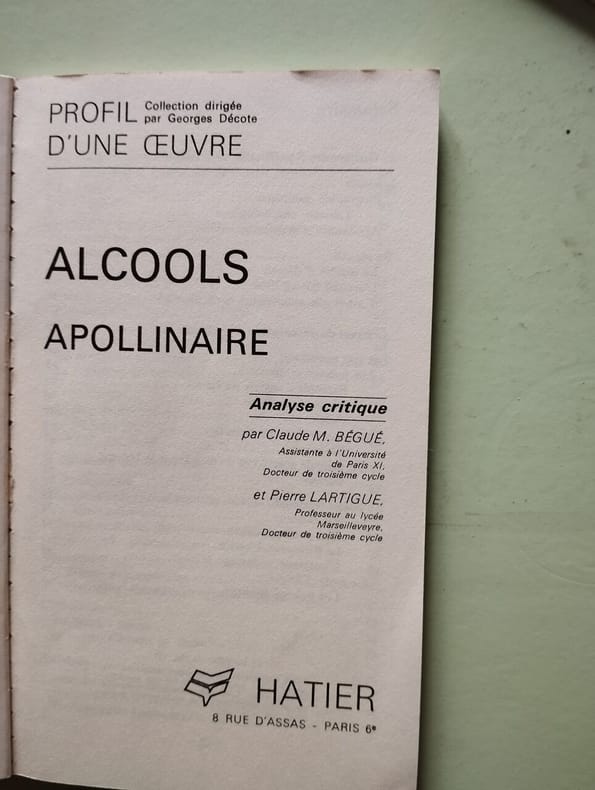 PROFIL Collection dirigée
par Georges Décote
D'UNE ŒUVRE
ALCOOLS
APOLLINAIRE
Analyse critique
par Claude M. BÉGUÉ,
Assistante à l'Université
de Paris XI,
Docteur de troisième cycle
et Pierre LARTIGUE,
Professeur au lycée
Marseilleveyre,
Docteur de troisième cycle
HATIER
8 RUE D'ASSAS - PARIS 6e